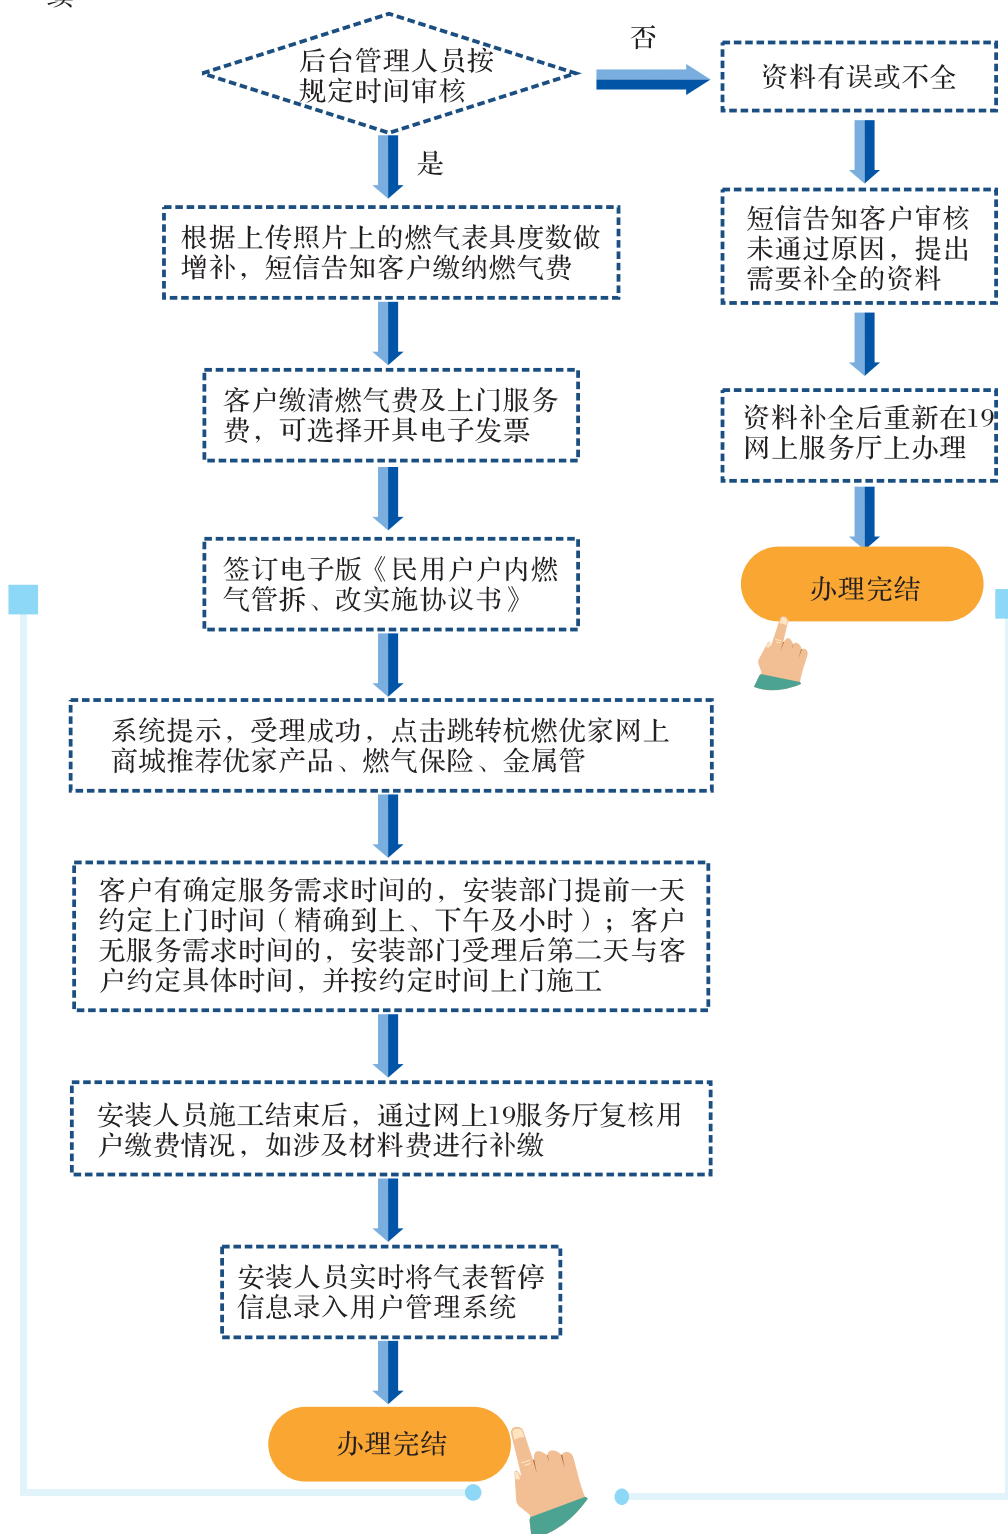 后台管理人员按
规定时间审核
否
是
资料有误或不全
短信告知客户审核
未通过原因，提出
需要补全的资料
资料补全后重新在19
网上服务厅上办理
办理完结
根据上传照片上的燃气表具度数做
增补，短信告知客户缴纳燃气费
客户缴清燃气费及上门服务
费，可选择开具电子发票
签订电子版《民用户户内燃
气管拆、改实施协议书》
系统提示，受理成功，点击跳转杭燃优家网上
商城推荐优家产品、燃气保险、金属管
客户有确定服务需求时间的，安装部门提前一天
约定上门时间（精确到上、下午及小时）；客户
无服务需求时间的，安装部门受理后第二天与客
户约定具体时间，并按约定时间上门施工
安装人员施工结束后，通过网上19服务厅复核用
户缴费情况，如涉及材料费进行补缴
安装人员实时将气表暂停
信息录入用户管理系统
办理完结